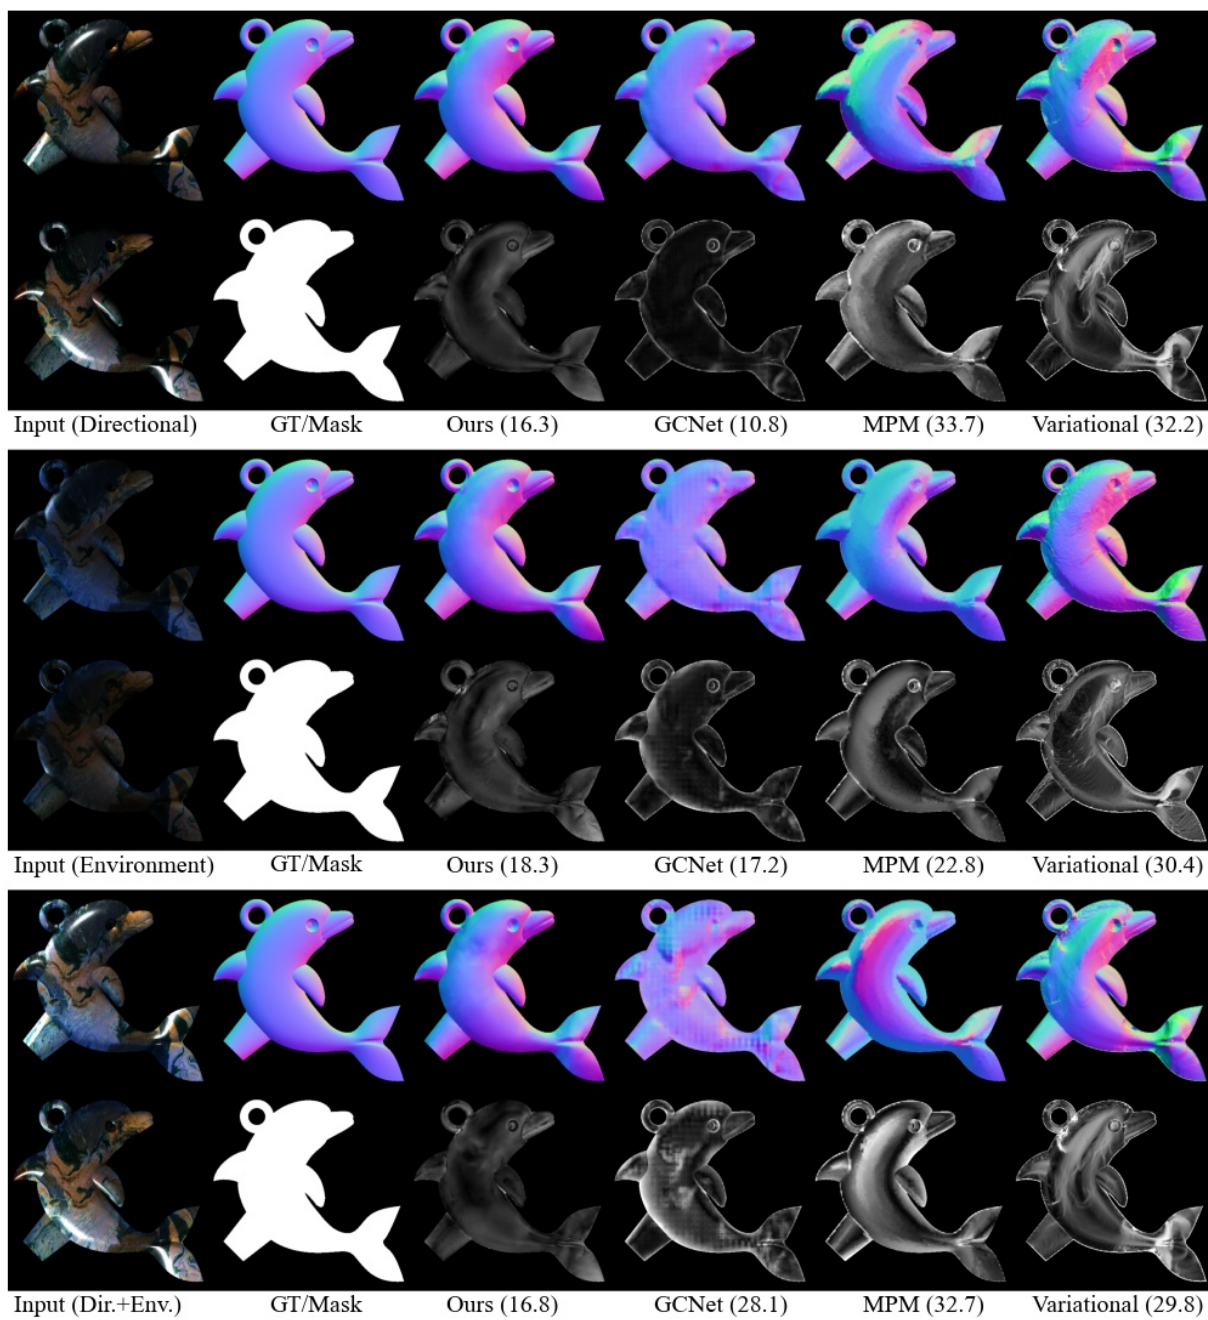 Input (Directional) GT/Mask Ours (16.3) GCNet (10.8) MPM (33.7) Variational (32.2)
Input (Environment) GT/Mask Ours (18.3) GCNet (17.2) MPM (22.8) Variational (30.4)
Input (Dir.+Env.) GT/Mask Ours (16.8) GCNet (28.1) MPM (32.7) Variational (29.8)